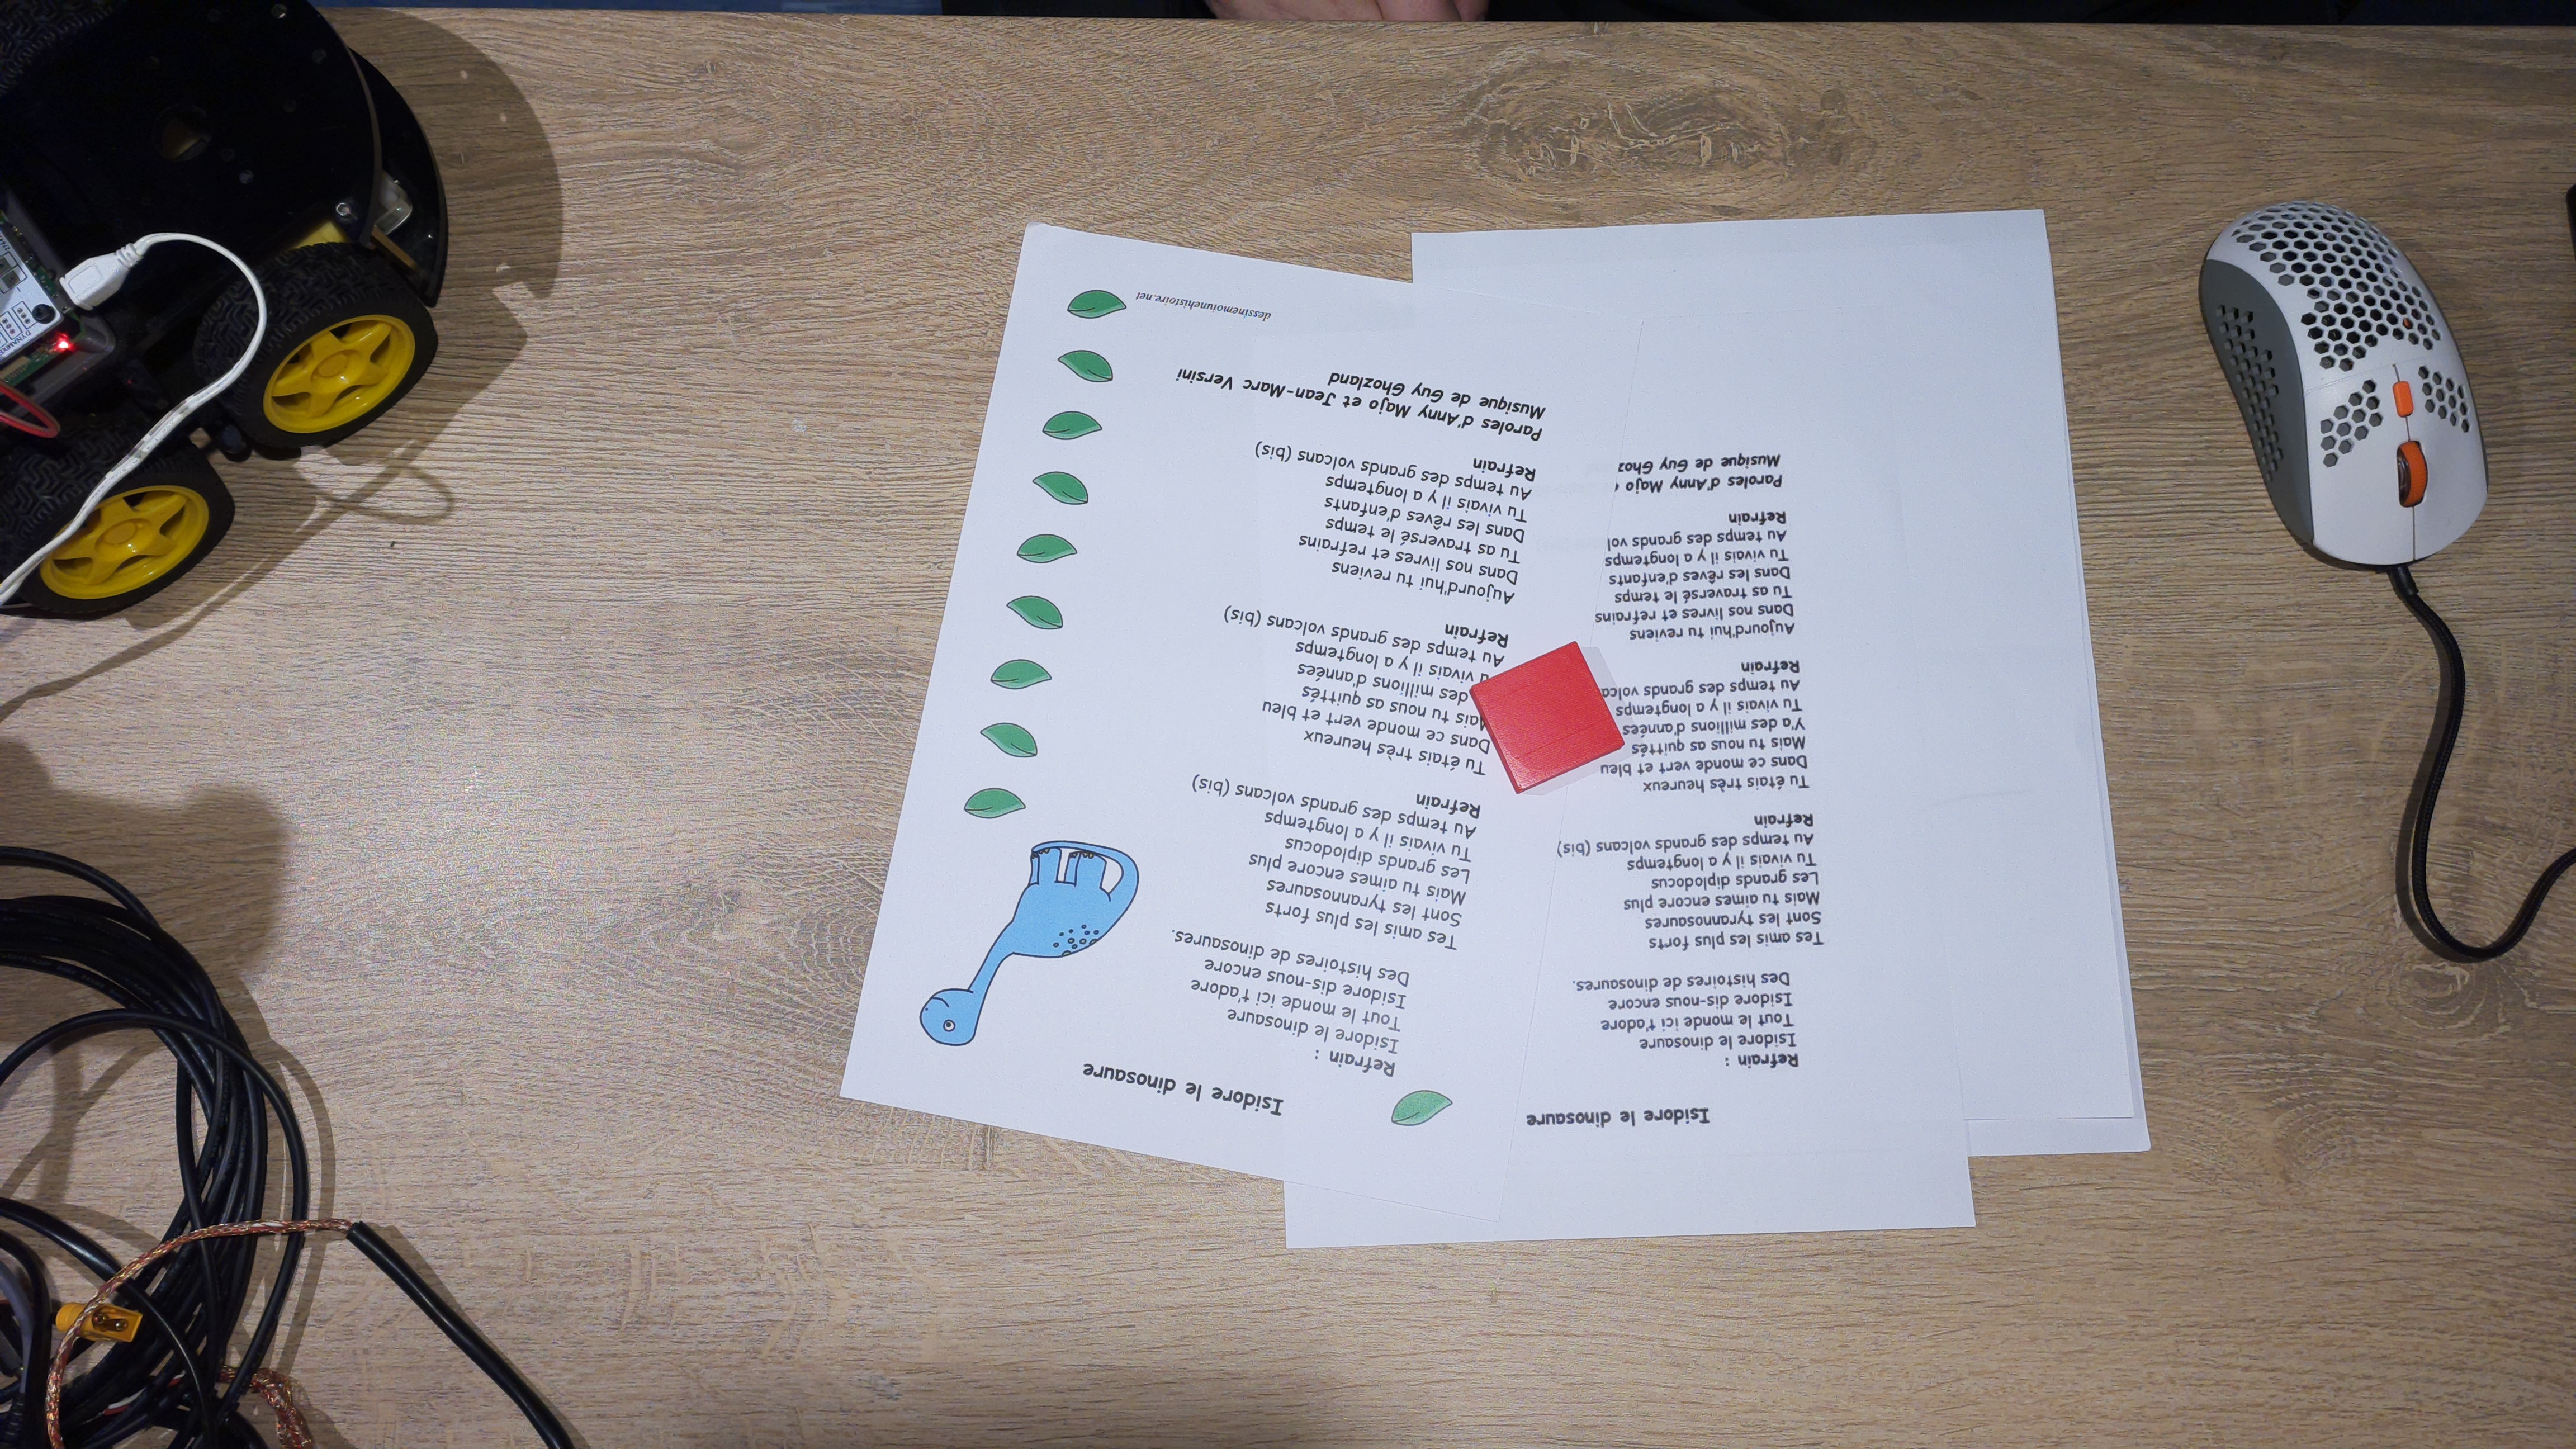 Isidore le dinosaure
Refrain :
Isidore le dinosaure
Tout le monde ici t'adore
Isidore dis-nous encore
Des histoires de dinosaures.
Tes amis les plus forts
Sont les tyrannosaures
Mais tu aimes encore plus
Les grands diplodocus
Tu vivais il y a longtemps
Au temps des grands volcans (bis)
Refrain
Tu étais très heureux
Dans ce monde vert et bleu
Mais tu nous as quittés
des millions d'années
vivais il y a longtemps
Au temps des grands volcans (bis)
Refrain
Aujourd'hui tu reviens
Dans nos livres et refrains
Tu as traversé le temps
Dans les rêves d'enfants
Tu vivais il y a longtemps
Au temps des grands volcans (bis)
Refrain
Paroles d'Anny Majo et Jean-Marc Versini
Musique de Guy Ghozland
dessinemoiunehistoire.net
Isidore le dinosaure
Refrain :
Isidore le dinosaure
Tout le monde ici t'adore
Isidore dis-nous encore
Des histoires de dinosaures.
Tes amis les plus forts
Sont les tyrannosaures
Mais tu aimes encore plus
Les grands diplodocus
Tu vivais il y a longtemps
Au temps des grands volcans (bis)
Refrain
Tu étais très heureux
Dans ce monde vert et bleu
Mais tu nous as quittés
Y'a des millions d'années
Tu vivais il y a longtemps
Au temps des grands volca
Refrain
Aujourd'hui tu reviens
Dans nos livres et refrains
Tu as traversé le temps
Dans les rêves d'enfants
Tu vivais il y a longtemps
Au temps des grands vol
Refrain
Paroles d'Anny Majo
Musique de Guy Ghoz